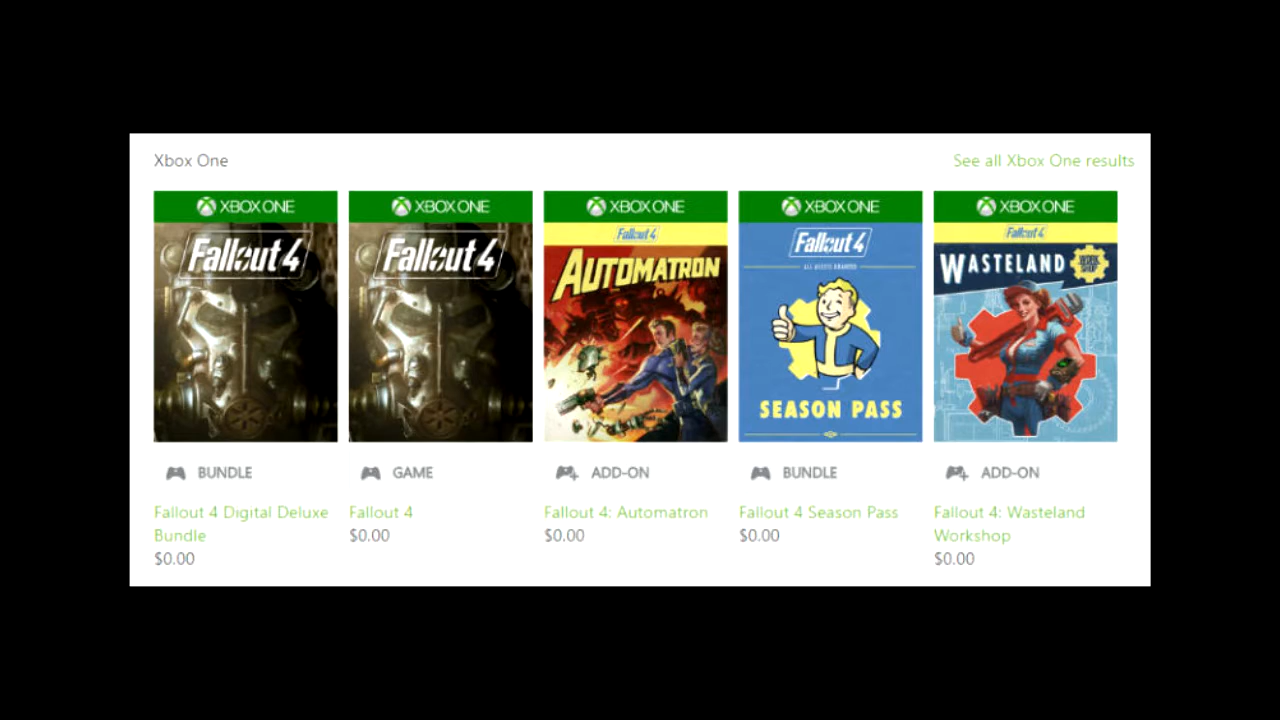 Xbox One
See all Xbox One results
XBOX ONE
XBOX ONE
XBOX ONE
XBOX ONE
XBOX ONE
Fallout 4
Fallout 4
Fallout 4
AUTOMATRON
Fallout 4
SEASON PASS
Fallout 4
WASTELAND
BUNDLE
GAME
ADD-ON
BUNDLE
ADD-ON
Fallout 4 Digital Deluxe
Bundle
$0.00
Fallout 4
$0.00
Fallout 4: Automatron
$0.00
Fallout 4 Season Pass
$0.00
Fallout 4: Wasteland
Workshop
$0.00